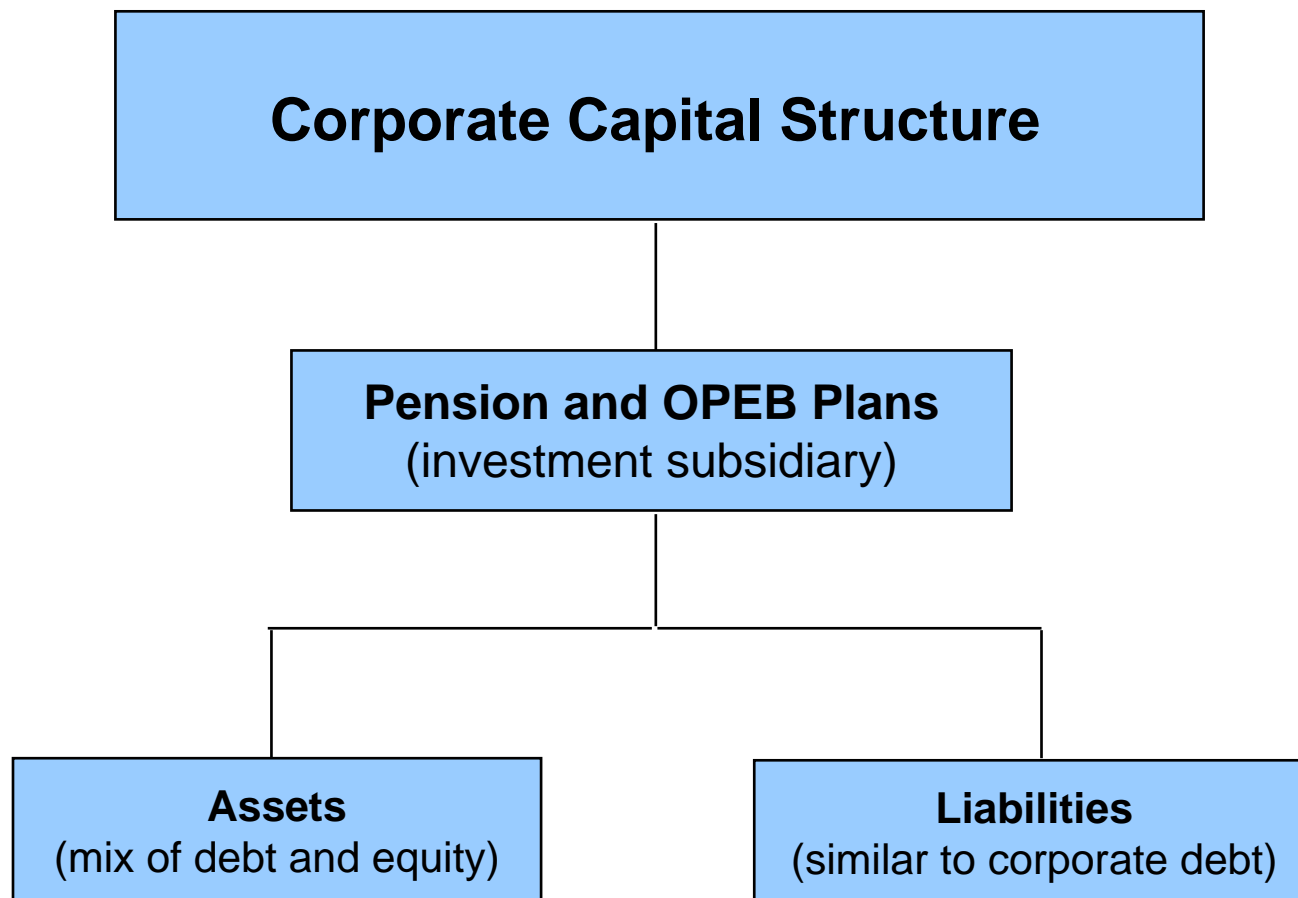 Corporate Capital Structure
Pension and OPEB Plans
(investment subsidiary)
Assets
(mix of debt and equity)
Liabilities
(similar to corporate debt)